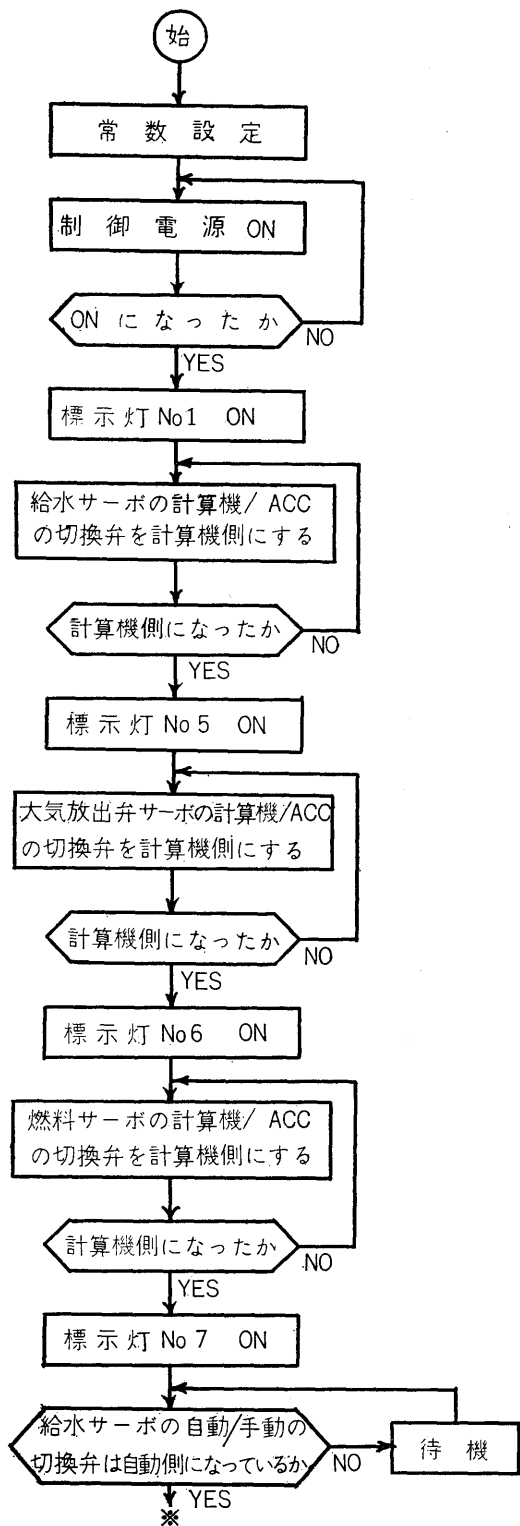 始
常数設定
制御電源 ON
ONになったか
NO
YES
標示灯 No1 ON
給水サーボの計算機/ ACC
の切換弁を計算機側にする
計算機側になったか
NO
YES
標示灯 No5 ON
大気放出弁サーボの計算機/ACC
の切換弁を計算機側にする
計算機側になったか
NO
YES
標示灯 No6 ON
燃料サーボの計算機/ ACC
の切換弁を計算機側にする
計算機側になったか
NO
YES
標示灯 No7 ON
給水サーボの自動/手動の
切換弁は自動側になっているか
NO
待機
YES
※